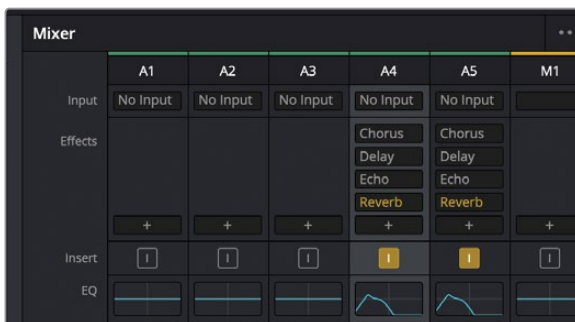 Mixer
A1 A2 A3 A4 A5 M1
Input No Input No Input No Input No Input No Input
Effects Chorus Chorus
Delay Delay
Echo Echo
Reverb Reverb
+ + + + + +
Insert I I I I I I
EQ